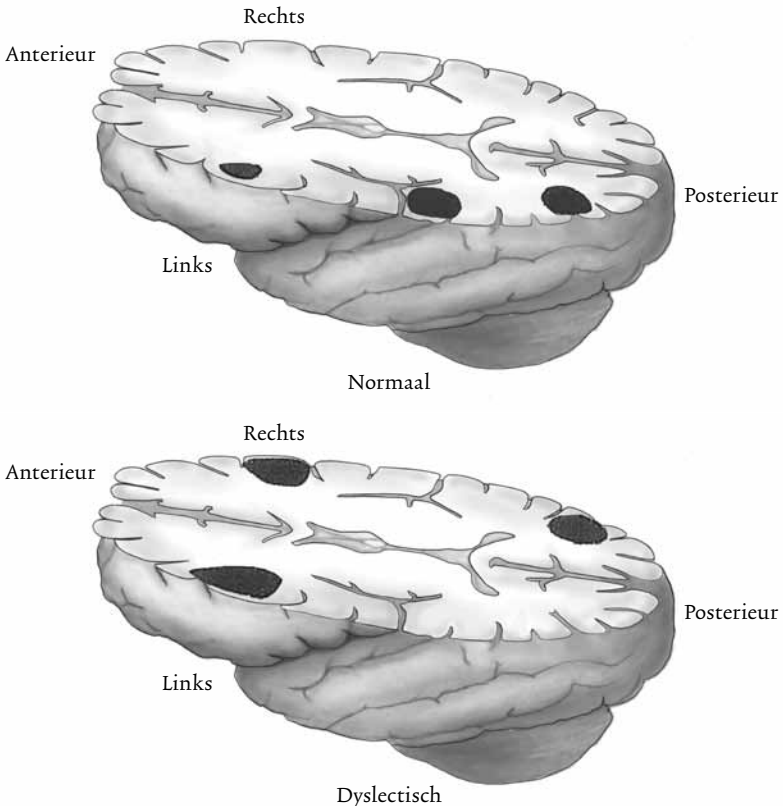 Rechts
Anterieur
Posterieur
Links
Normaal
Rechts
Anterieur
Posterieur
Links
Dyslectisch